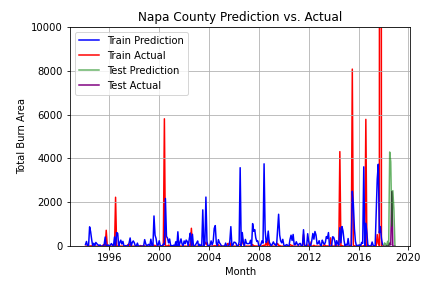 Napa County Prediction vs. Actual
10000
8000
6000
4000
2000
0
Total Burn Area
Train Prediction
Train Actual
Test Prediction
Test Actual
1996
2000
2004
2008
2012
2016
2020
Month